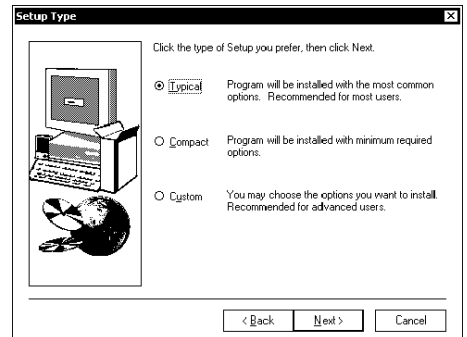 Setup Type
Click the type of Setup you prefer, then click Next.
Typical
Program will be installed with the most common
options. Recommended for most users.
Compact
Program will be installed with minimum required
options.
Custom
You may choose the options you want to install.
Recommended for advanced users.
< Back
Next >
Cancel